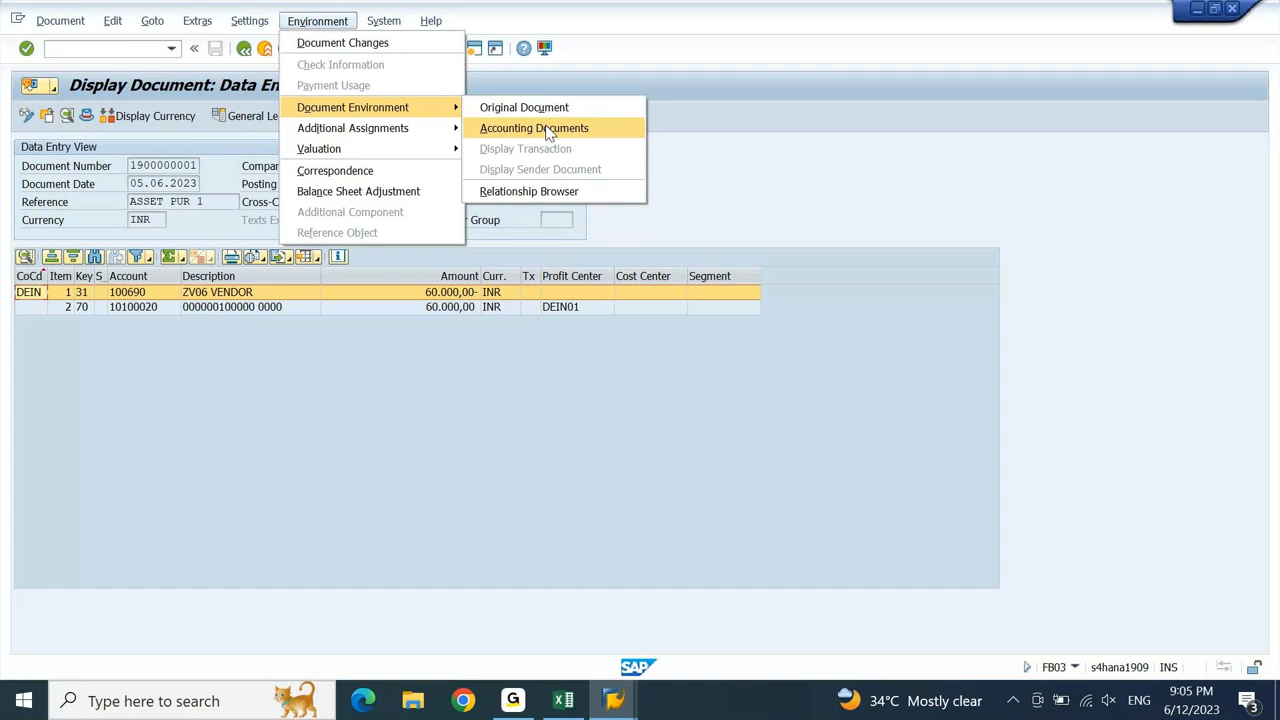 Document Edit Goto Extras Settings Environment System Help
Document Changes
Check Information
Payment Usage
Display Document: Data En
Document Environment Original Document
Display Currency General Le Additional Assignments Accounting Documents
Data Entry View Valuation Display Transaction
Document Number 1900000001 Compan Correspondence Display Sender Document
Document Date 05.06.2023 Posting Balance Sheet Adjustment Relationship Browser
Reference ASSET PUR 1 Cross-C Additional Component
Currency INR Texts Ex Reference Object Group
CoCd Item Key S.. Account Description Amount Curr. Tx Profit Center Cost Center Segment
DEIN 1 31 100690 ZV06 VENDOR 60.000,00- INR
2 70 10100020 000000100000 0000 60.000,00 INR DEIN01
SAP FB03 s4hana1909 INS
Type here to search 34°C Mostly clear ENG 9:05 PM
6/12/2023 3